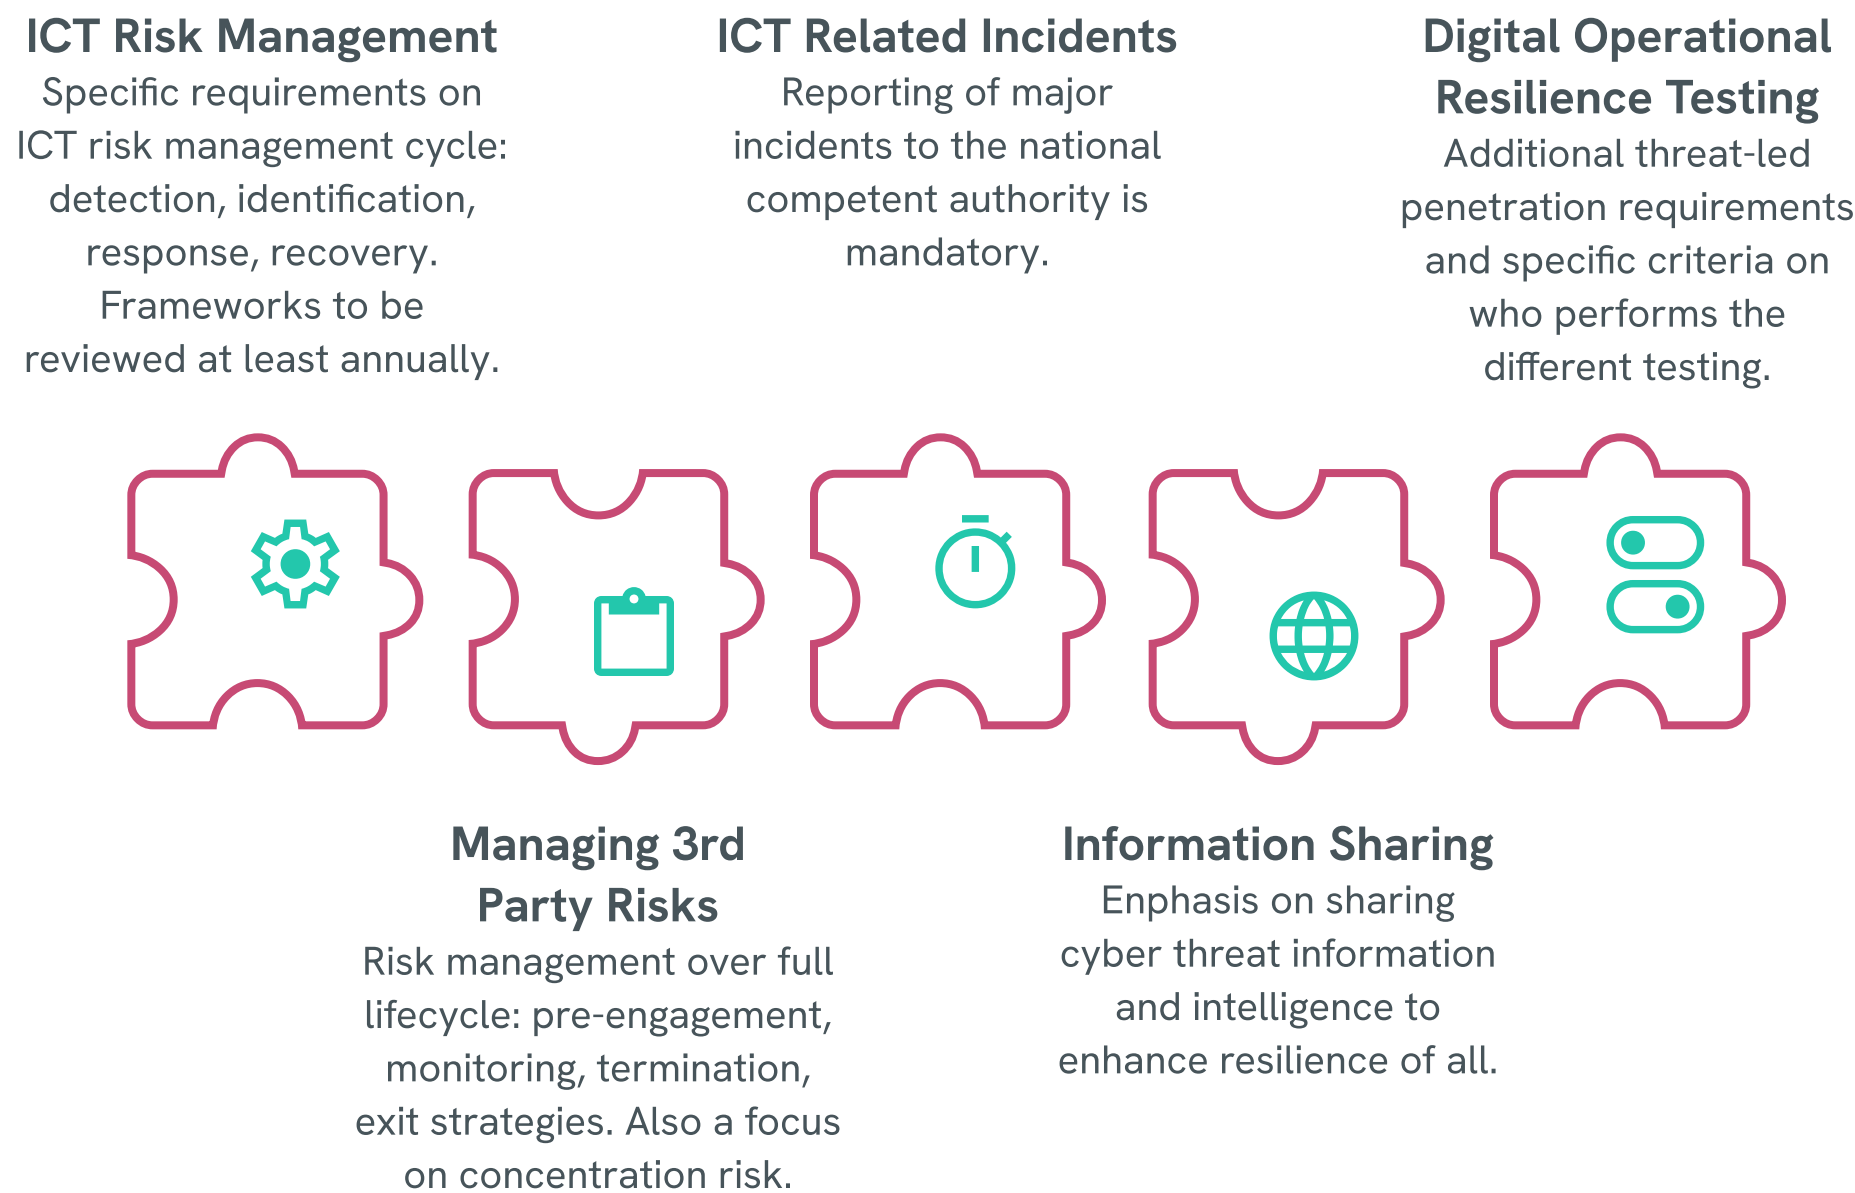 ICT Risk Management
Specific requirements on
ICT risk management cycle:
detection, identification,
response, recovery.
Frameworks to be
reviewed at least annually.
ICT Related Incidents
Reporting of major
incidents to the national
competent authority is
mandatory.
Digital Operational
Resilience Testing
Additional threat-led
penetration requirements
and specific criteria on
who performs the
different testing.
Managing 3rd
Party Risks
Risk management over full
lifecycle: pre-engagement,
monitoring, termination,
exit strategies. Also a focus
on concentration risk.
Information Sharing
Enphasis on sharing
cyber threat information
and intelligence to
enhance resilience of all.